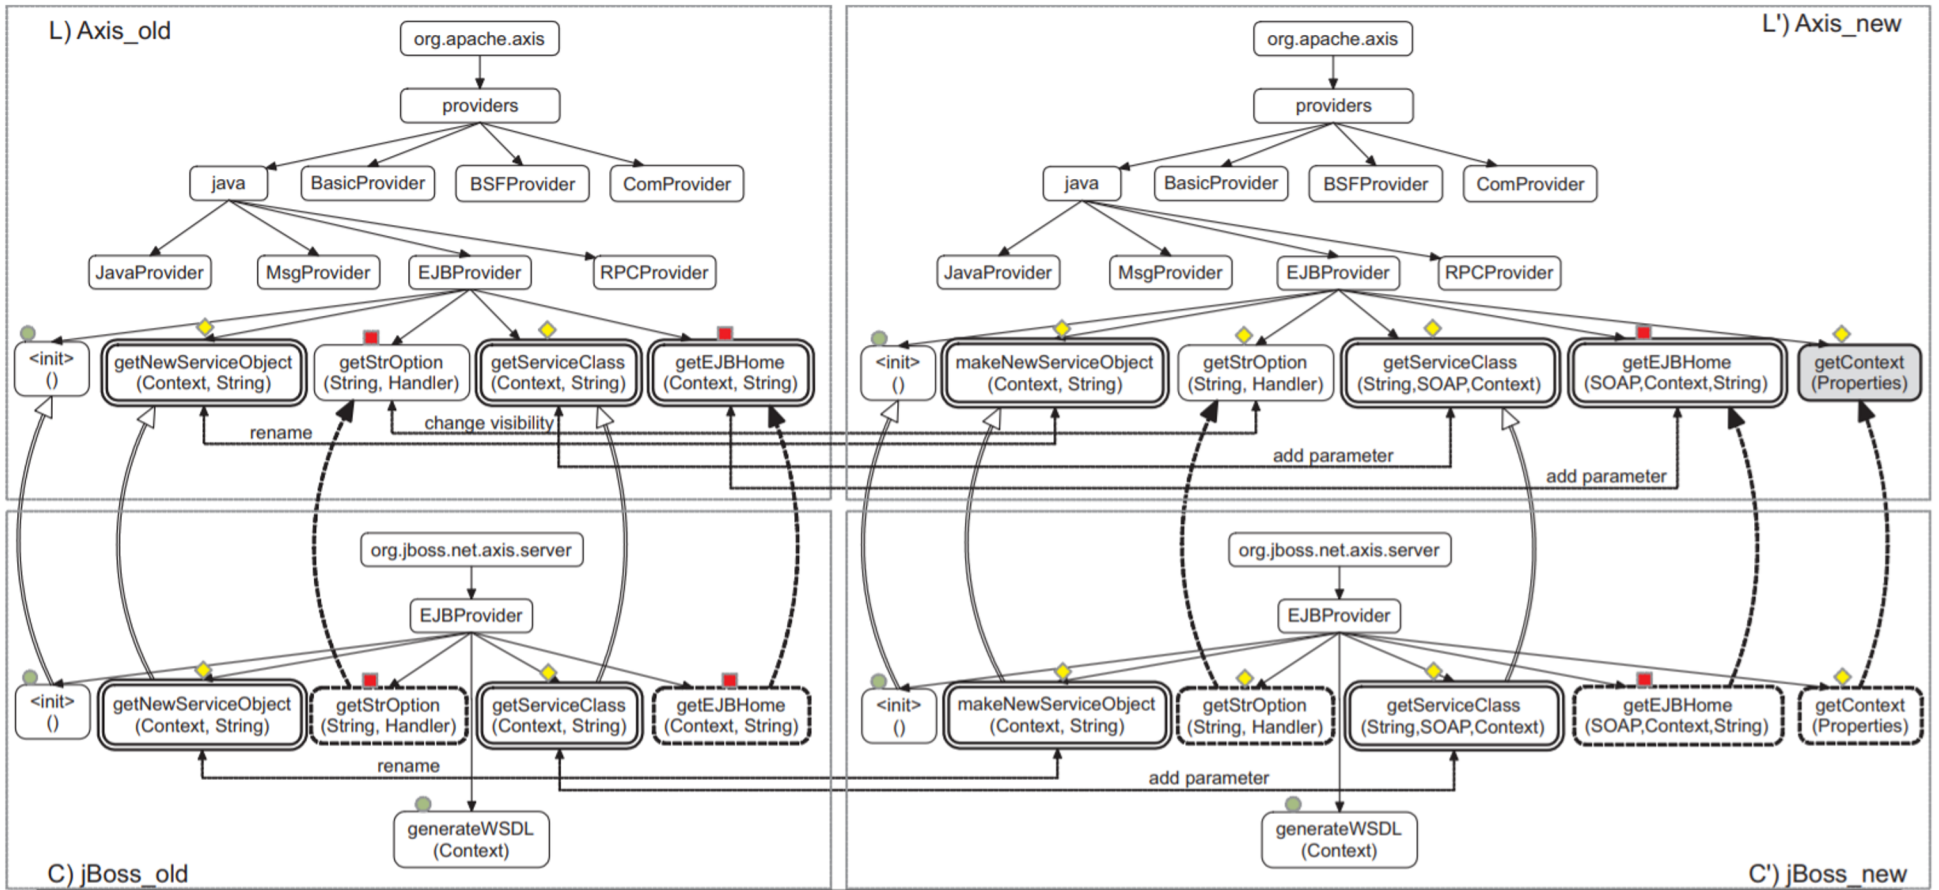 L) Axis_old
org.apache.axis
providers
java
BasicProvider
BSFProvider
ComProvider
JavaProvider
MsgProvider
EJBProvider
RPCProvider
<init>
()
getNewServiceObject
(Context, String)
getStrOption
(String, Handler)
getServiceClass
(Context, String)
getEJBHome
(Context, String)
L') Axis_new
org.apache.axis
providers
java
BasicProvider
BSFProvider
ComProvider
JavaProvider
MsgProvider
EJBProvider
RPCProvider
<init>
()
makeNewServiceObject
(Context, String)
getStrOption
(String, Handler)
getServiceClass
(String,SOAP,Context)
getEJBHome
(SOAP,Context,String)
getContext
(Properties)
change visibility
rename
add parameter
add parameter
org.jboss.net.axis.server
EJBProvider
<init>
()
getNewServiceObject
(Context, String)
getStrOption
(String, Handler)
getServiceClass
(Context, String)
getEJBHome
(Context, String)
generateWSDL
(Context)
C) jBoss_old
org.jboss.net.axis.server
EJBProvider
<init>
()
makeNewServiceObject
(Context, String)
getStrOption
(String, Handler)
getServiceClass
(String,SOAP,Context)
getEJBHome
(SOAP,Context,String)
getContext
(Properties)
rename
add parameter
generateWSDL
(Context)
C') jBoss_new